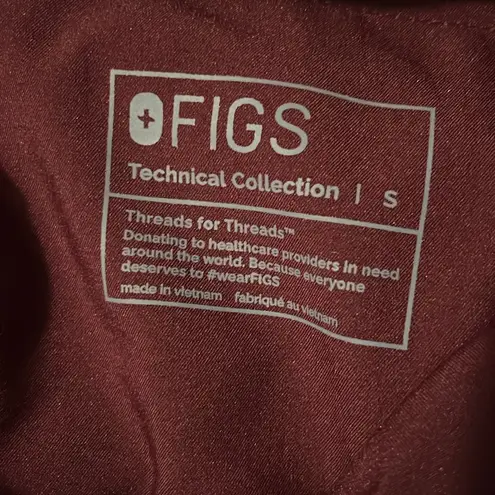 FIGS
Technical Collection | S
Threads for Threads™
Donating to healthcare providers in need
around the world. Because everyone
deserves to #wearFIGS
made in vietnam fabriqué au vietnam